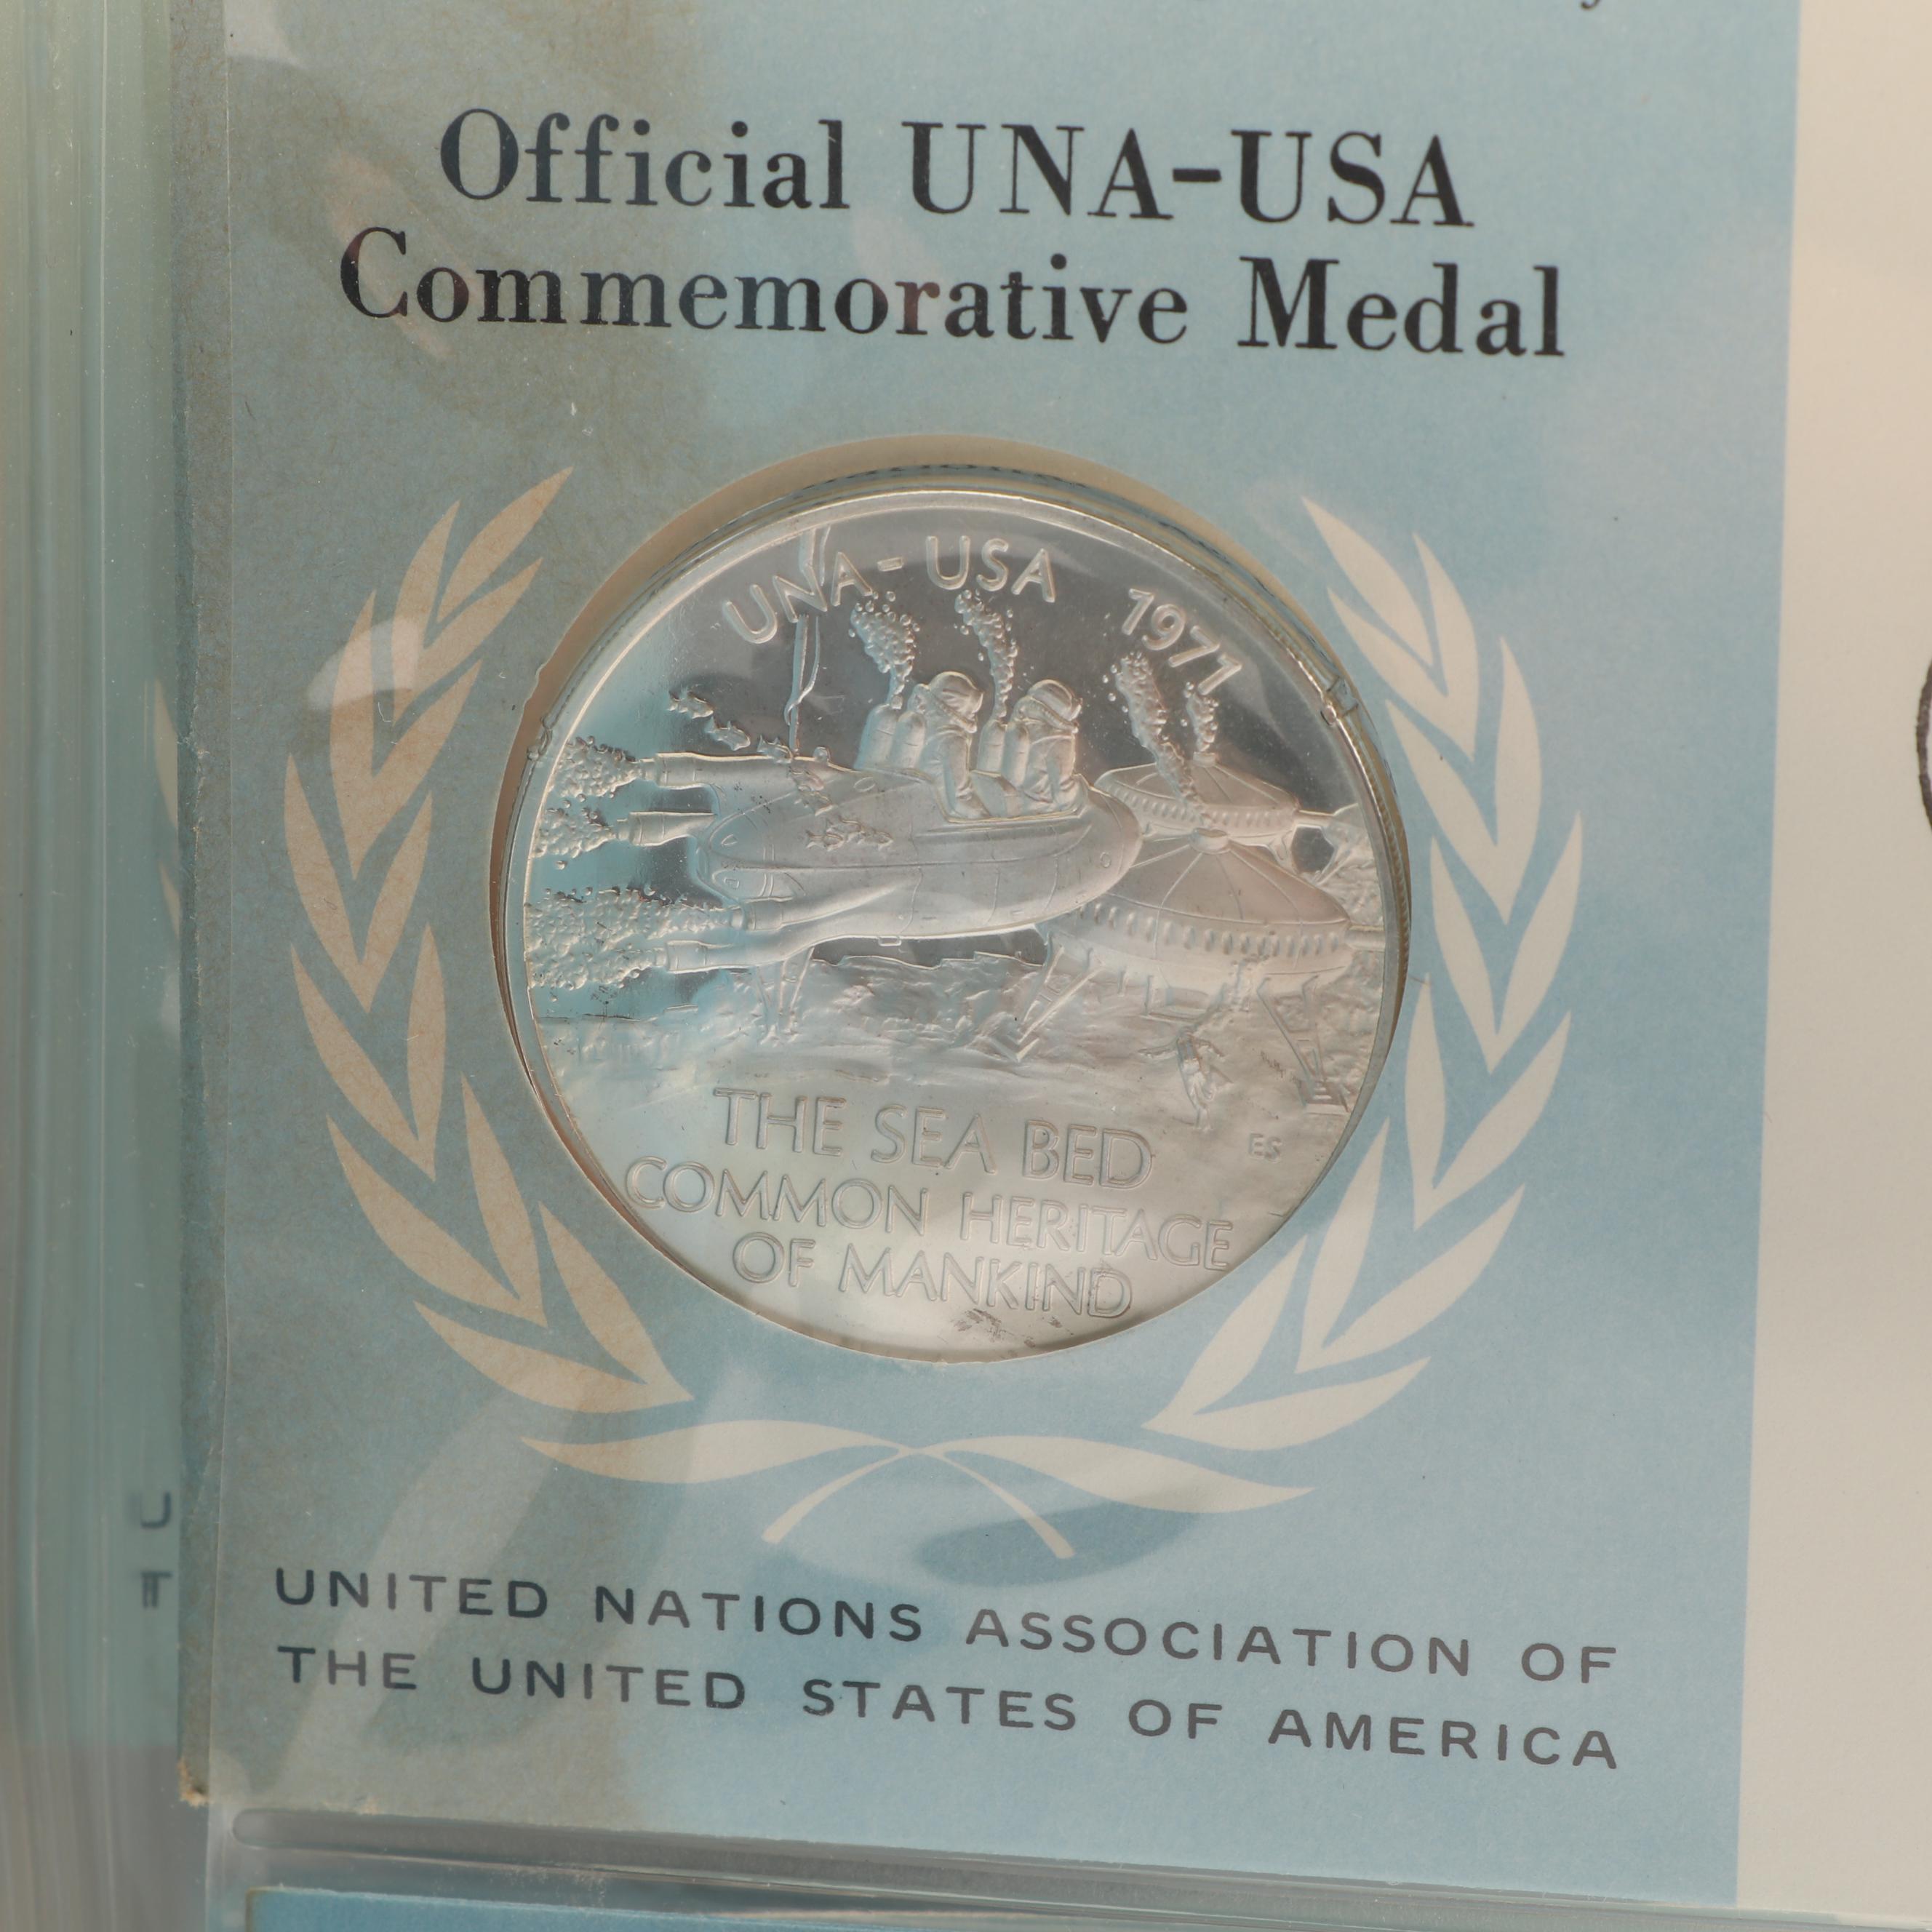 Official UNA-USA
Commemorative Medal
UNA-USA 1971
ES
THE SEA BED
COMMON HERITAGE
OF MANKIND
UNITED NATIONS ASSOCIATION OF
THE UNITED STATES OF AMERICA